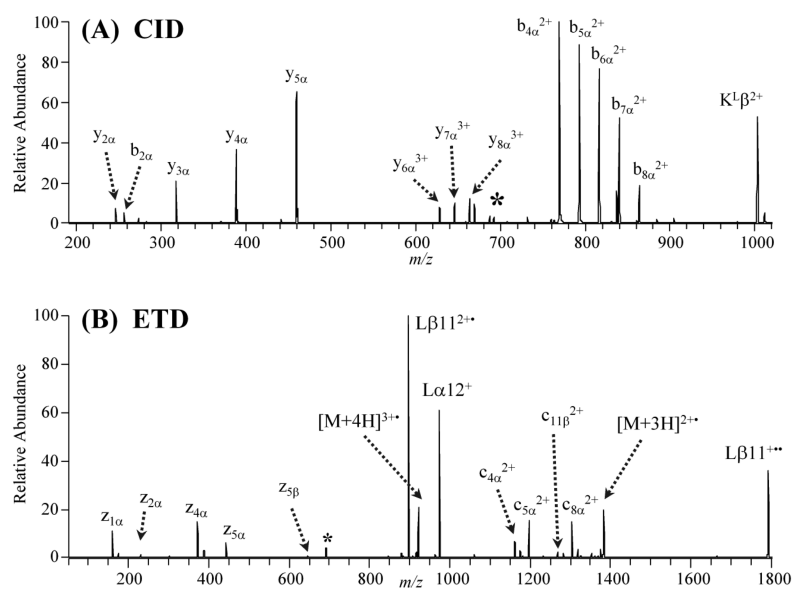 (A) CID
Relative Abundance
100
80
60
40
20
0
y2α
b2α
y3α
y4α
y5α
y6α3+
y7α3+
y8α3+
*
b4α2+
b5α2+
b6α2+
b7α2+
b8α2+
KLβ2+
200 400 600 700 800 1000
m/z
(B) ETD
Relative Abundance
100
80
60
40
20
0
z1α
z2α
z4α
z5α
z5β
*
[M+4H]3+•
Lβ112+•
Lα12+
c4α2+
c5α2+
c11β2+
c8α2+
[M+3H]2+•
Lβ11+••
200 400 600 800 1000 1200 1400 1600 1800
m/z